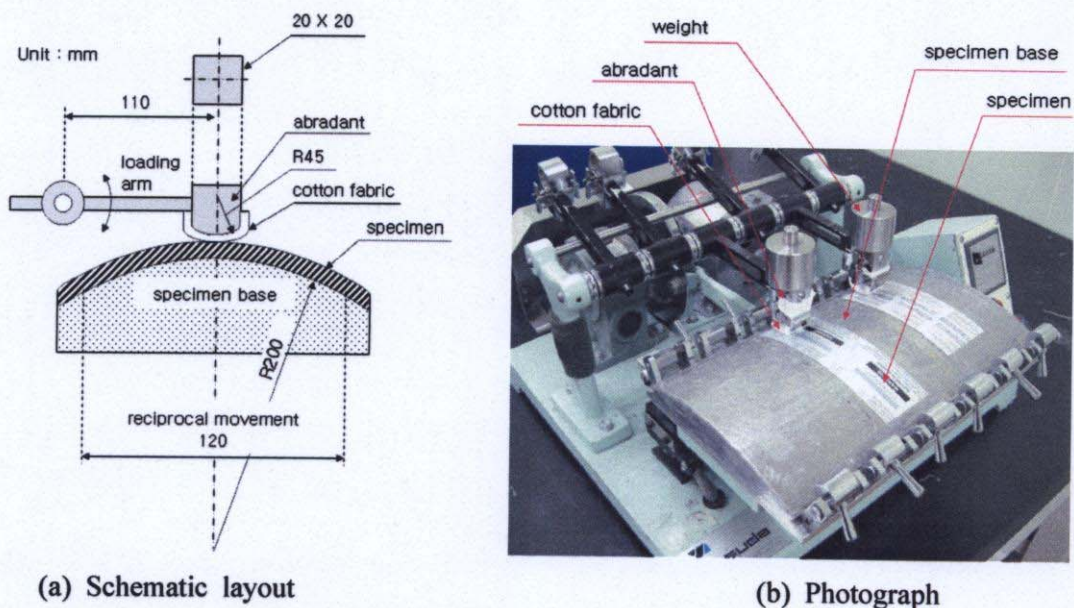 20 X 20
Unit : mm
110
abradant
loading
arm
R45
cotton fabric
specimen
specimen base
R200
reciprocal movement
120
(a) Schematic layout
weight
abradant
cotton fabric
specimen base
specimen
(b) Photograph